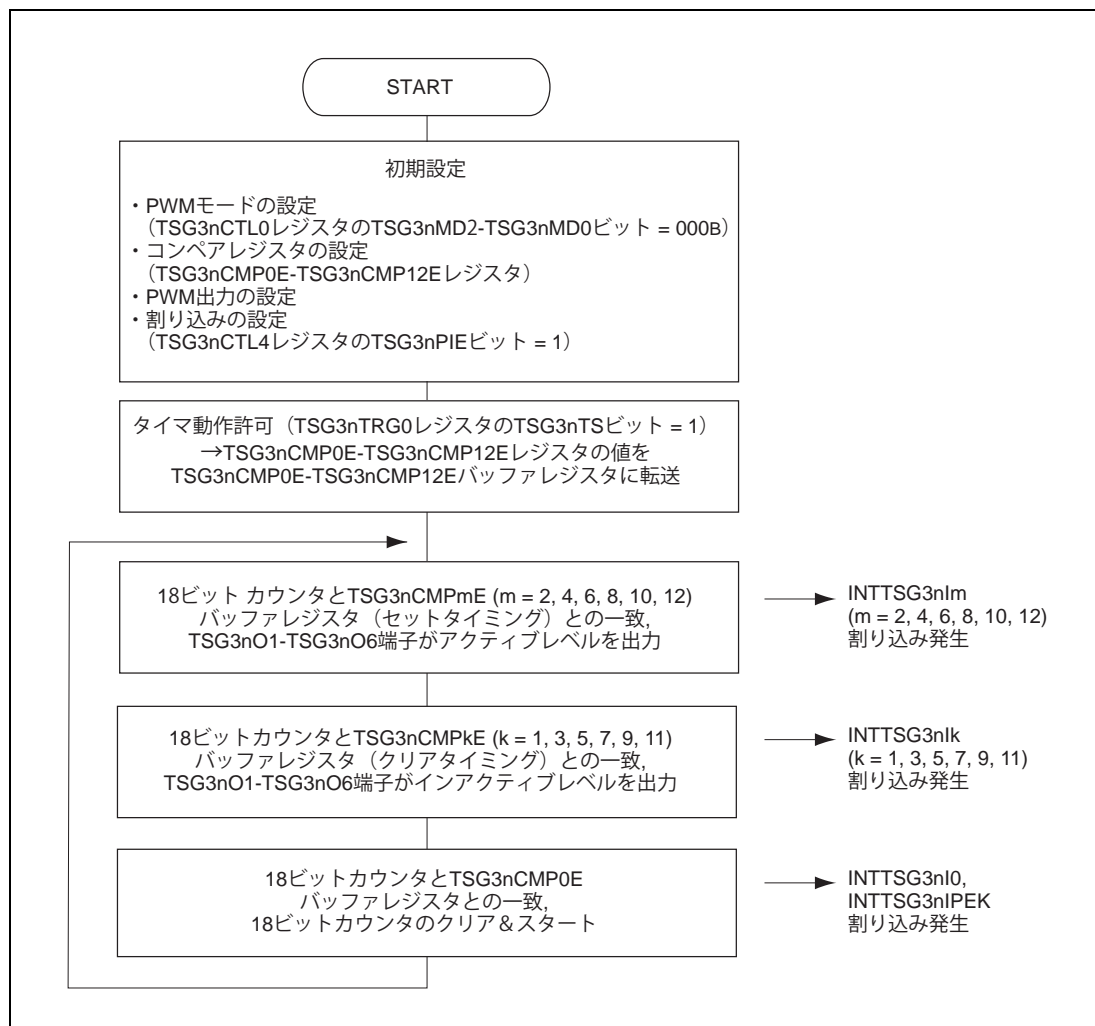 START
初期設定
・PWMモードの設定
(TSG3nCTL0レジスタのTSG3nMD2-TSG3nMD0ビット = 000B)
・コンペアレジスタの設定
(TSG3nCMP0E-TSG3nCMP12Eレジスタ)
・PWM出力の設定
・割り込みの設定
(TSG3nCTL4レジスタのTSG3nPIEビット = 1)
タイマ動作許可(TSG3nTRG0レジスタのTSG3nTSビット = 1)
→TSG3nCMP0E-TSG3nCMP12Eレジスタの値を
TSG3nCMP0E-TSG3nCMP12Eバッファレジスタに転送
18ビット カウンタとTSG3nCMPmE (m = 2, 4, 6, 8, 10, 12)
バッファレジスタ(セットタイミング)との一致,
TSG3nO1-TSG3nO6端子がアクティブレベルを出力
INTTSG3nIm
(m = 2, 4, 6, 8, 10, 12)
割り込み発生
18ビットカウンタとTSG3nCMPkE (k = 1, 3, 5, 7, 9, 11)
バッファレジスタ(クリアタイミング)との一致,
TSG3nO1-TSG3nO6端子がインアクティブレベルを出力
INTTSG3nIk
(k = 1, 3, 5, 7, 9, 11)
割り込み発生
18ビットカウンタとTSG3nCMP0E
バッファレジスタとの一致,
18ビットカウンタのクリア&スタート
INTTSG3nI0,
INTTSG3nIPEK
割り込み発生